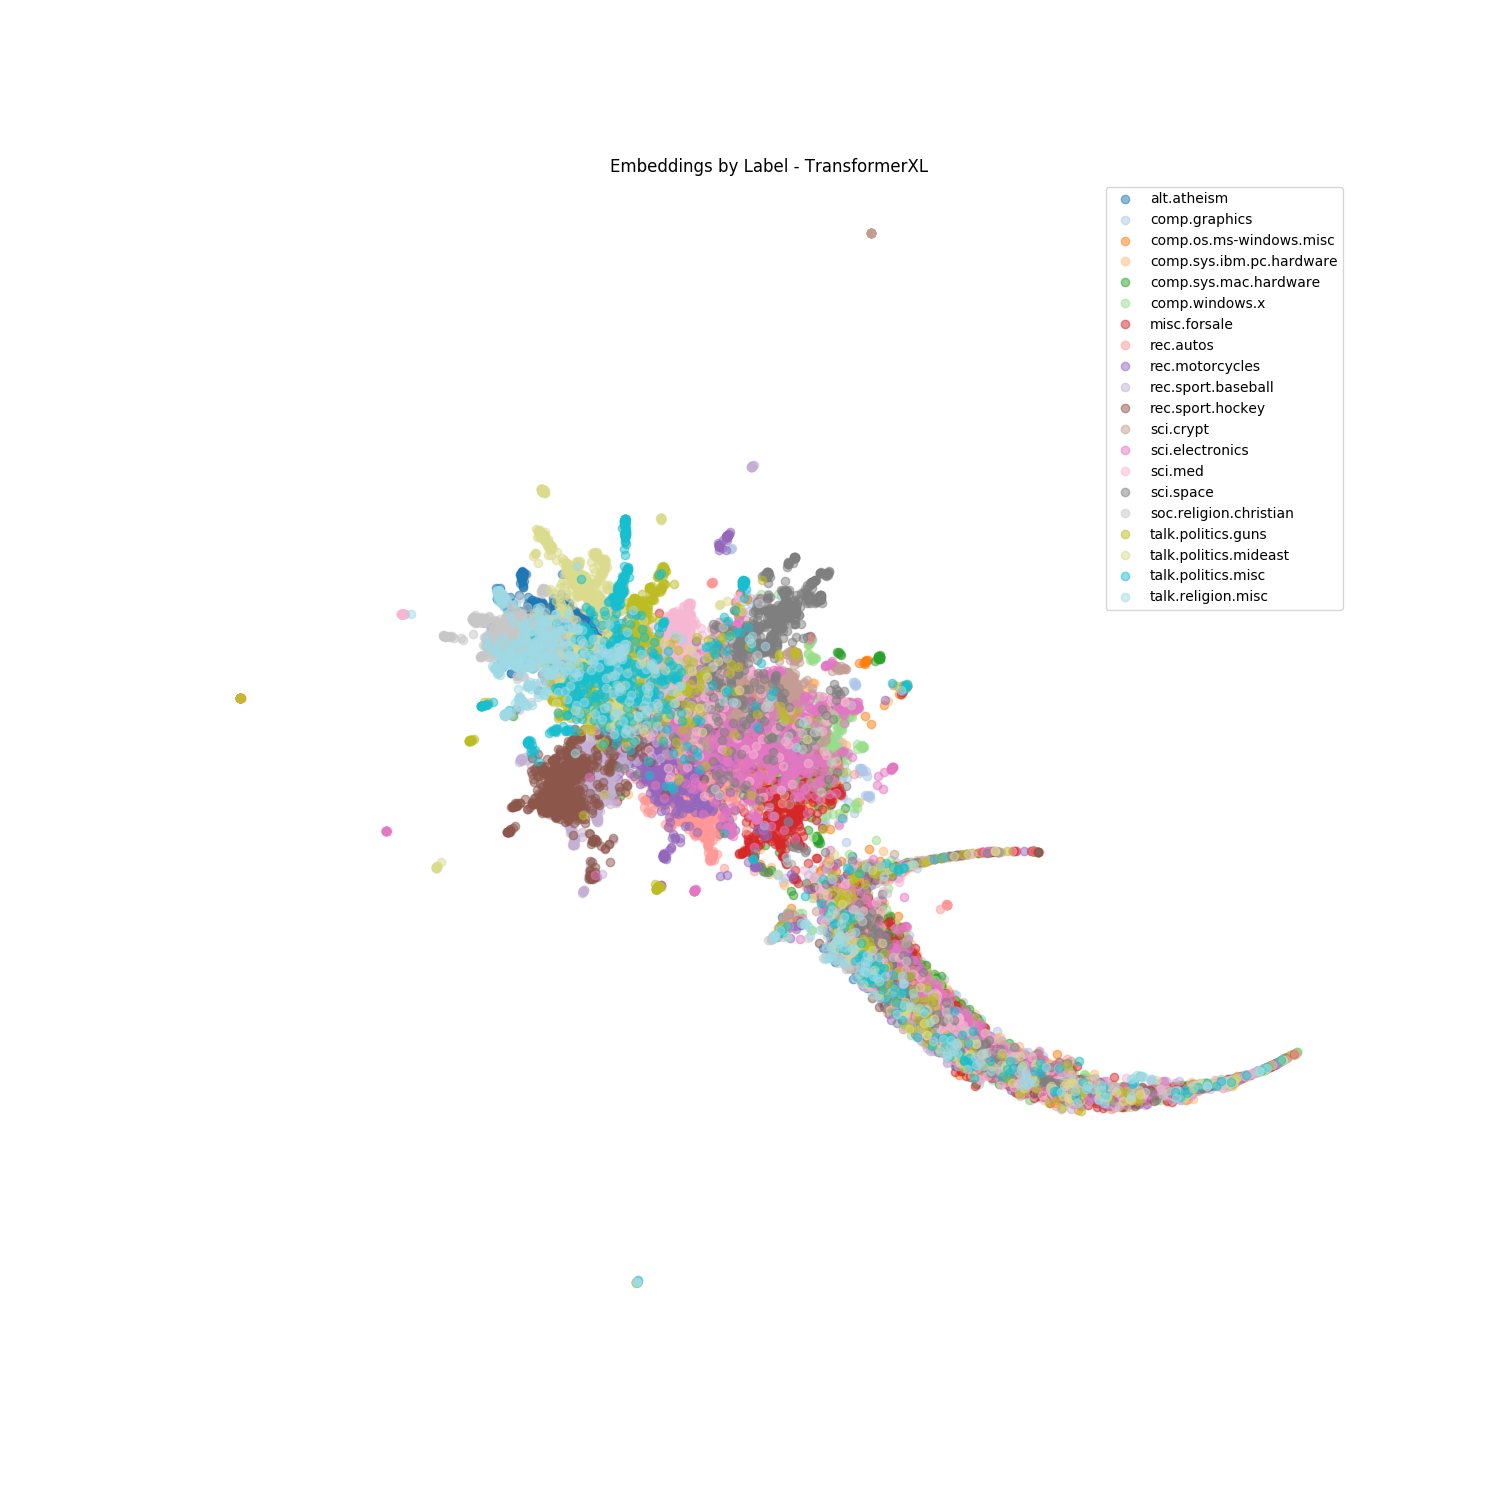 Embeddings by Label - TransformerXL
alt.atheism
comp.graphics
comp.os.ms-windows.misc
comp.sys.ibm.pc.hardware
comp.sys.mac.hardware
comp.windows.x
misc.forsale
rec.autos
rec.motorcycles
rec.sport.baseball
rec.sport.hockey
sci.crypt
sci.electronics
sci.med
sci.space
soc.religion.christian
talk.politics.guns
talk.politics.mideast
talk.politics.misc
talk.religion.misc